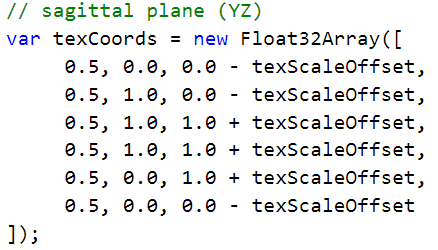 // sagittal plane (YZ)
var texCoords = new Float32Array([
     0.5, 0.0, 0.0 - texScaleOffset,
     0.5, 1.0, 0.0 - texScaleOffset,
     0.5, 1.0, 1.0 + texScaleOffset,
     0.5, 1.0, 1.0 + texScaleOffset,
     0.5, 0.0, 1.0 + texScaleOffset,
     0.5, 0.0, 0.0 - texScaleOffset
]);